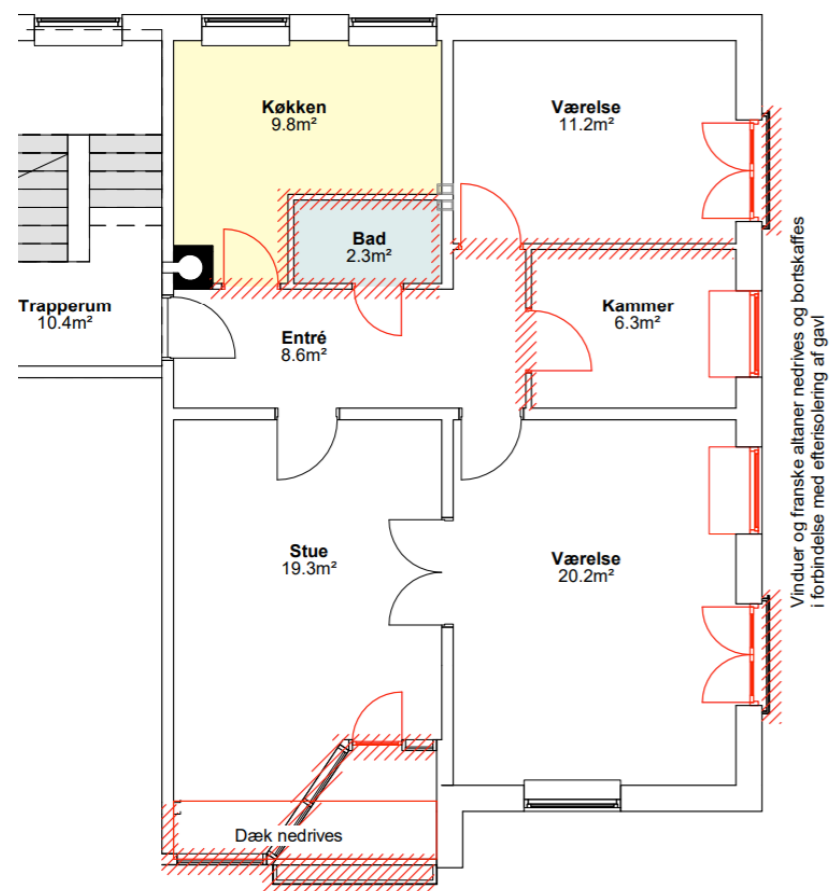 Køkken
9.8m²
Værelse
11.2m²
Bad
2.3m²
Trapperum
10.4m²
Kammer
6.3m²
Entré
8.6m²
Stue
19.3m²
Værelse
20.2m²
Dæk nedrives
Vinduer og franske altaner nedrives og bortskaffes
i forbindelse med efterisolering af gavl